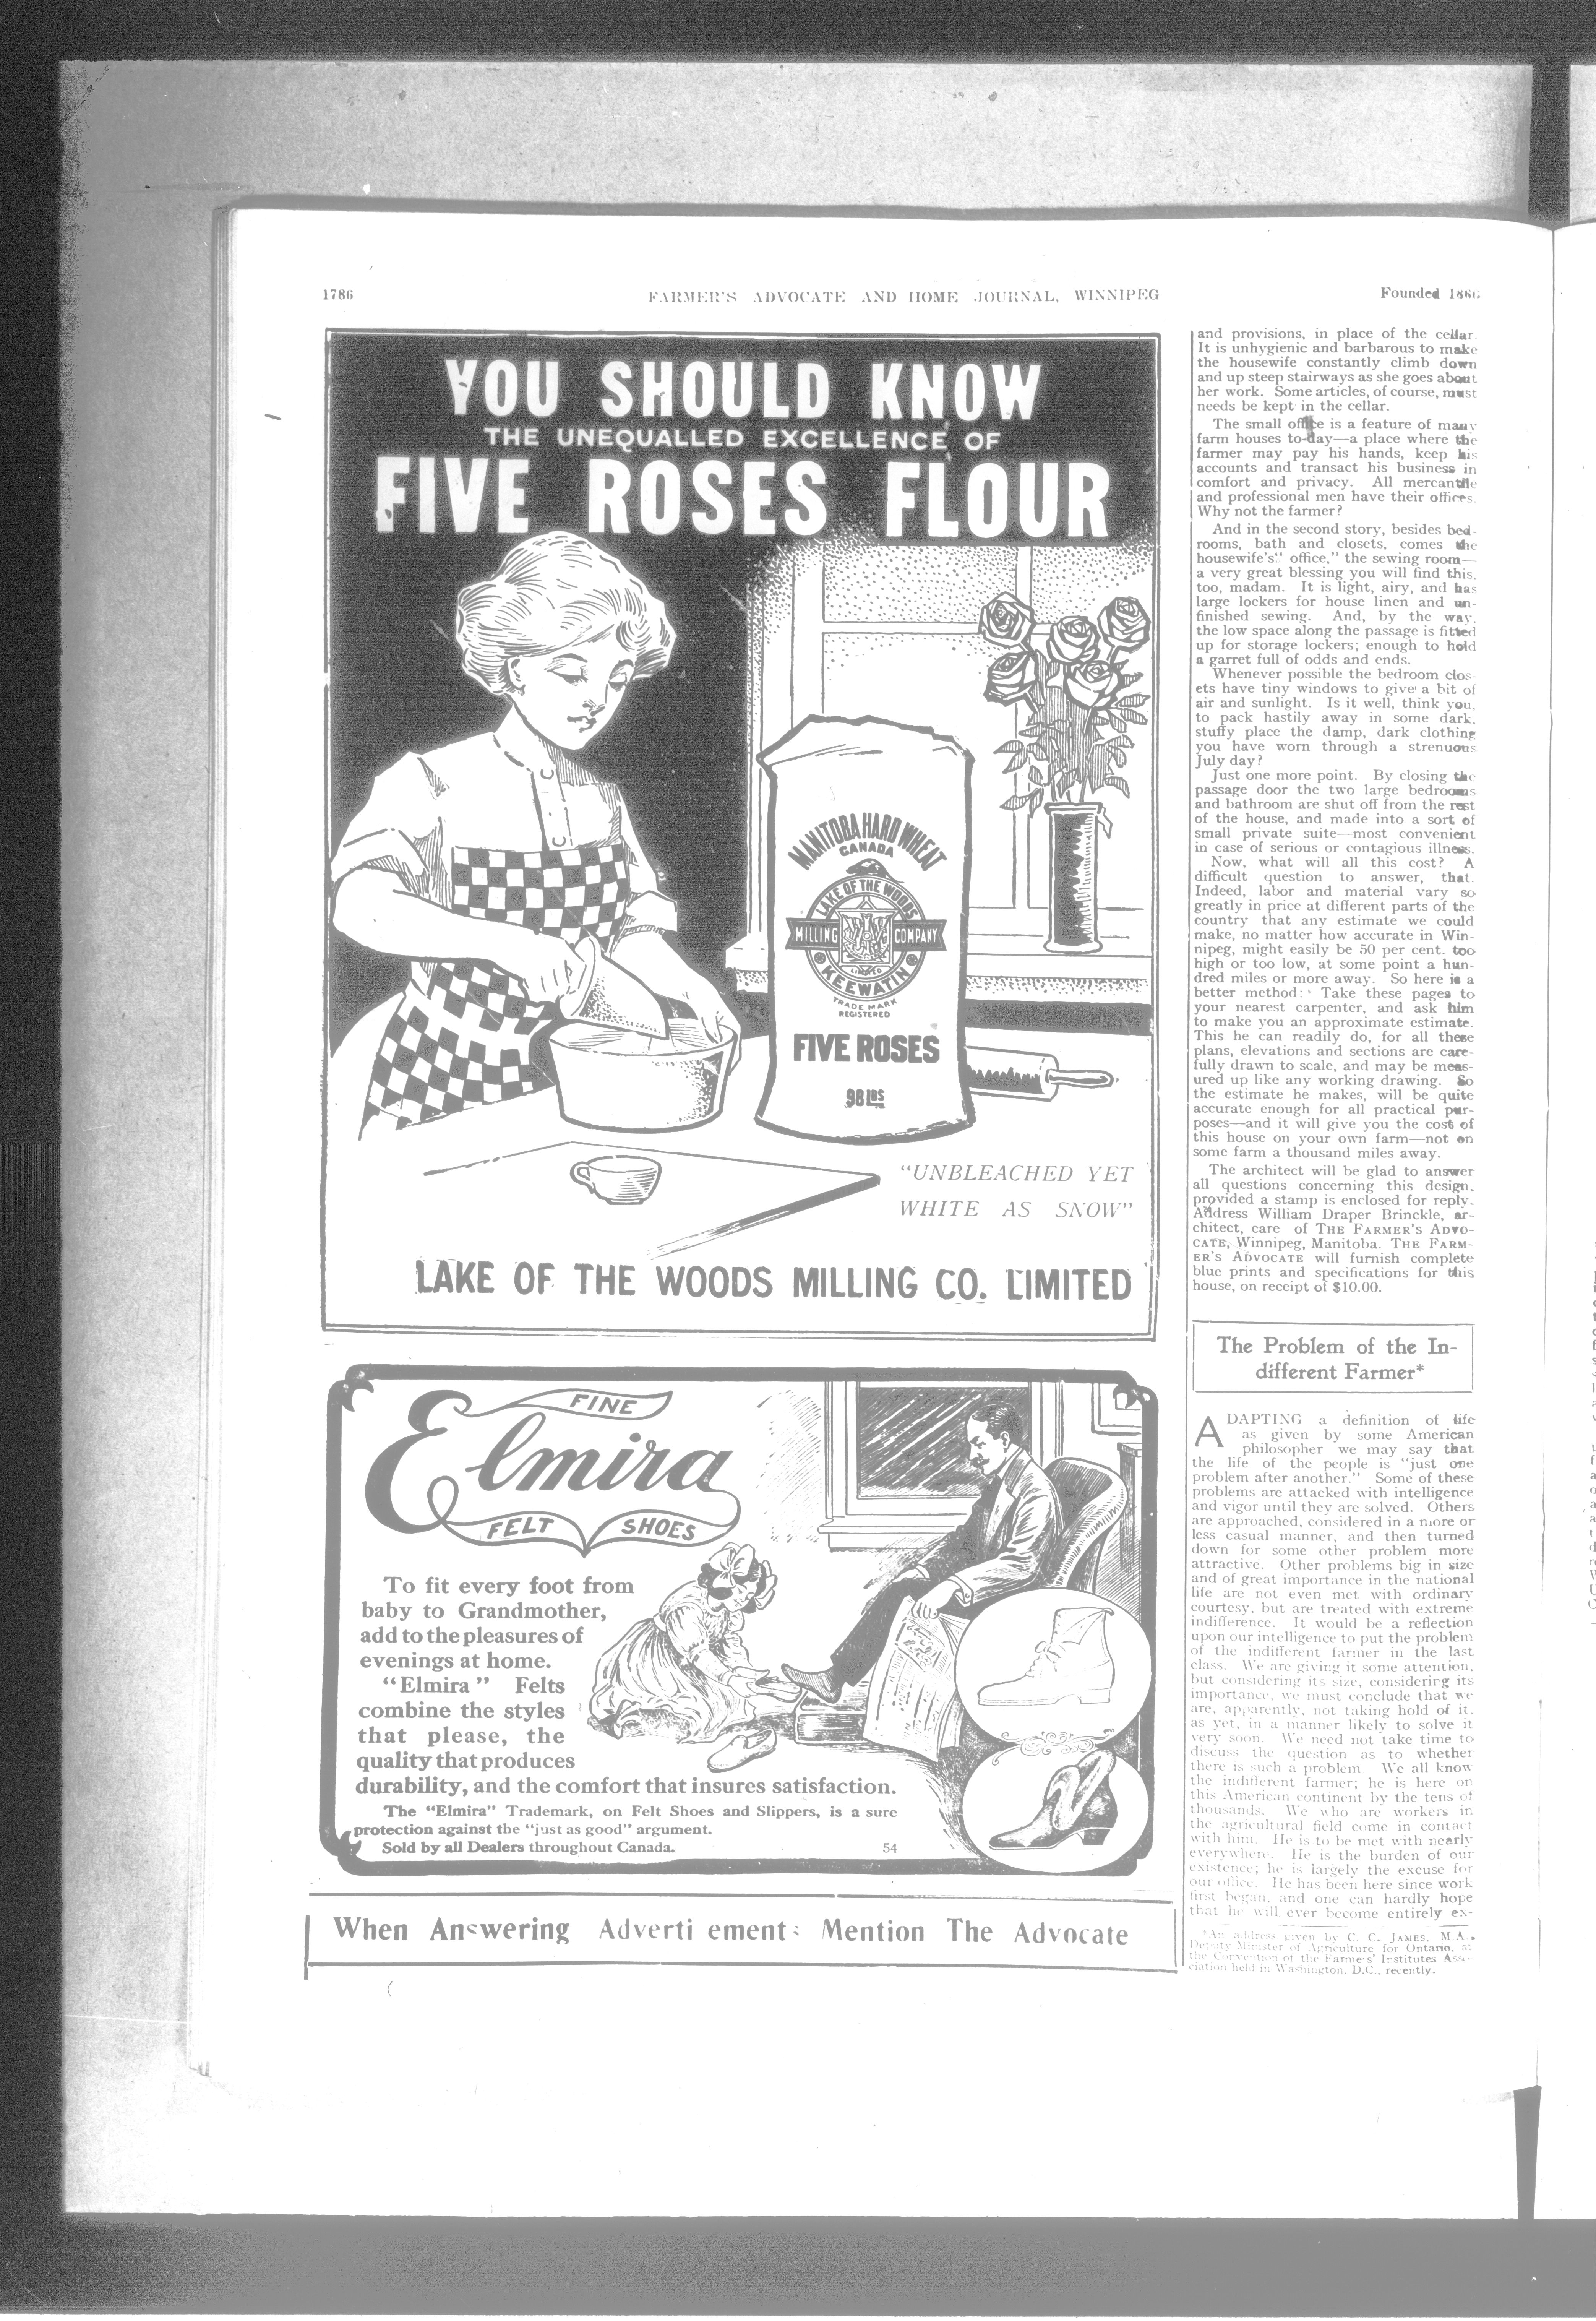 1786
FARMER'S ADVOCATE AND HOME JOURNAL, WINNIPEG
Founded 1866
YOU SHOULD KNOW
THE UNEQUALLED EXCELLENCE OF
FIVE ROSES FLOUR
MANITOBA HARD WHEAT
CANADA
LAKE OF THE WOODS
MILLING COMPANY
LIMITED
KEEWATIN
TRADE MARK
REGISTERED
FIVE ROSES
98 LBS
"UNBLEACHED YET
WHITE AS SNOW"
LAKE OF THE WOODS MILLING CO. LIMITED
FINE
Elmira
FELT SHOES
To fit every foot from
baby to Grandmother,
add to the pleasures of
evenings at home.
"Elmira" Felts
combine the styles
that please, the
quality that produces
durability, and the comfort that insures satisfaction.
The "Elmira" Trademark, on Felt Shoes and Slippers, is a sure
protection against the "just as good" argument.
Sold by all Dealers throughout Canada.
54
When Answering Advertisements Mention The Advocate
and provisions, in place of the cellar.
It is unhygienic and barbarous to make
the housewife constantly climb down
and up steep stairways as she goes about
her work. Some articles, of course, must
needs be kept in the cellar.
The small office is a feature of many
farm houses to-day—a place where the
farmer may pay his hands, keep his
accounts and transact his business in
comfort and privacy. All mercantile
and professional men have their offices.
Why not the farmer?
And in the second story, besides bed-
rooms, bath and closets, comes the
housewife's "office," the sewing room—
a very great blessing you will find this,
too, madam. It is light, airy, and has
large lockers for house linen and un-
finished sewing. And, by the way,
the low space along the passage is fitted
up for storage lockers; enough to hold
a garret full of odds and ends.
Whenever possible the bedroom clos-
ets have tiny windows to give a bit of
air and sunlight. Is it well, think you,
to pack hastily away in some dark,
stuffy place the damp, dark clothing
you have worn through a strenuous
July day?
Just one more point. By closing the
passage door the two large bedrooms
and bathroom are shut off from the rest
of the house, and made into a sort of
small private suite—most convenient
in case of serious or contagious illness.
Now, what will all this cost? A
difficult question to answer, that.
Indeed, labor and material vary so
greatly in price at different parts of the
country that any estimate we could
make, no matter how accurate in Win-
nipeg, might easily be 50 per cent. too
high or too low, at some point a hun-
dred miles or more away. So here is a
better method: Take these pages to
your nearest carpenter, and ask him
to make you an approximate estimate.
This he can readily do, for all these
plans, elevations and sections are care-
fully drawn to scale, and may be meas-
ured up like any working drawing. So
the estimate he makes, will be quite
accurate enough for all practical pur-
poses—and it will give you the cost of
this house on your own farm—not on
some farm a thousand miles away.
The architect will be glad to answer
all questions concerning this design,
provided a stamp is enclosed for reply.
Address William Draper Brinckle, ar-
chitect, care of THE FARMER'S ADVO-
CATE, Winnipeg, Manitoba. THE FARM-
ER'S ADVOCATE will furnish complete
blue prints and specifications for this
house, on receipt of $10.00.
The Problem of the In-
different Farmer*
ADAPTING a definition of life
as given by some American
philosopher we may say that
the life of the people is "just one
problem after another." Some of these
problems are attacked with intelligence
and vigor until they are solved. Others
are approached, considered in a more or
less casual manner, and then turned
down for some other problem more
attractive. Other problems big in size
and of great importance in the national
life are not even met with ordinary
courtesy, but are treated with extreme
indifference. It would be a reflection
upon our intelligence to put the problem
of the indifferent farmer in the last
class. We are giving it some attention,
but considering its size, considering its
importance, we must conclude that we
are, apparently, not taking hold of it,
as yet, in a manner likely to solve it
very soon. We need not take time to
discuss the question as to whether
there is such a problem We all know
the indifferent farmer; he is here on
this American continent by the tens of
thousands. We who are workers in
the agricultural field come in contact
with him. He is to be met with nearly
everywhere. He is the burden of our
existence; he is largely the excuse for
our office. He has been here since work
first began, and one can hardly hope
that he will ever become entirely ex-
*An address given by C. C. JAMES, M.A.,
Deputy Minister of Agriculture for Ontario, at
the Convention of the Farmers' Institutes Asso-
ciation held in Washington, D.C., recently.